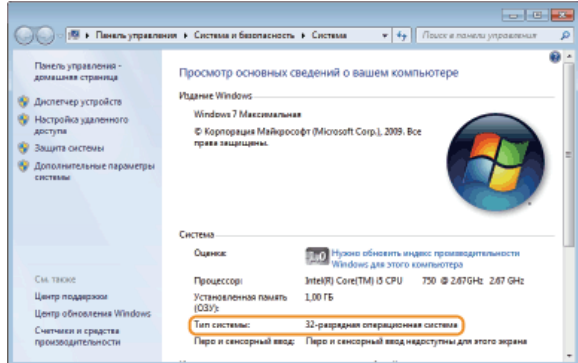 Панель управления ▸ Система и безопасность ▸ Система
Поиск в панели управления
Панель управления -
домашняя страница
Диспетчер устройств
Настройка удаленного
доступа
Защита системы
Дополнительные параметры
системы
См. также
Центр поддержки
Центр обновления Windows
Счетчики и средства
производительности
Просмотр основных сведений о вашем компьютере
Издание Windows
Windows 7 Максимальная
© Корпорация Майкрософт (Microsoft Corp.), 2009. Все
права защищены.
Система
Оценка:
Нужно обновить индекс производительности
Windows для этого компьютера
Процессор: Intel(R) Core(TM) i5 CPU 750 @ 2.67GHz 2.67 GHz
Установленная память
(ОЗУ): 1,00 ГБ
Тип системы: 32-разрядная операционная система
Перо и сенсорный ввод: Перо и сенсорный ввод недоступны для этого экрана